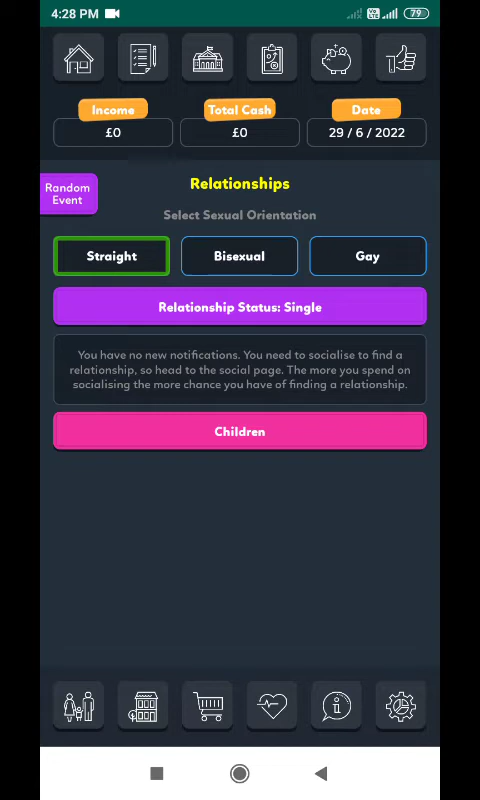 4:28 PM
79
Income
Total Cash
Date
£0
£0
29 / 6 / 2022
Random
Event
Relationships
Select Sexual Orientation
Straight
Bisexual
Gay
Relationship Status: Single
You have no new notifications. You need to socialise to find a
relationship, so head to the social page. The more you spend on
socialising the more chance you have of finding a relationship.
Children